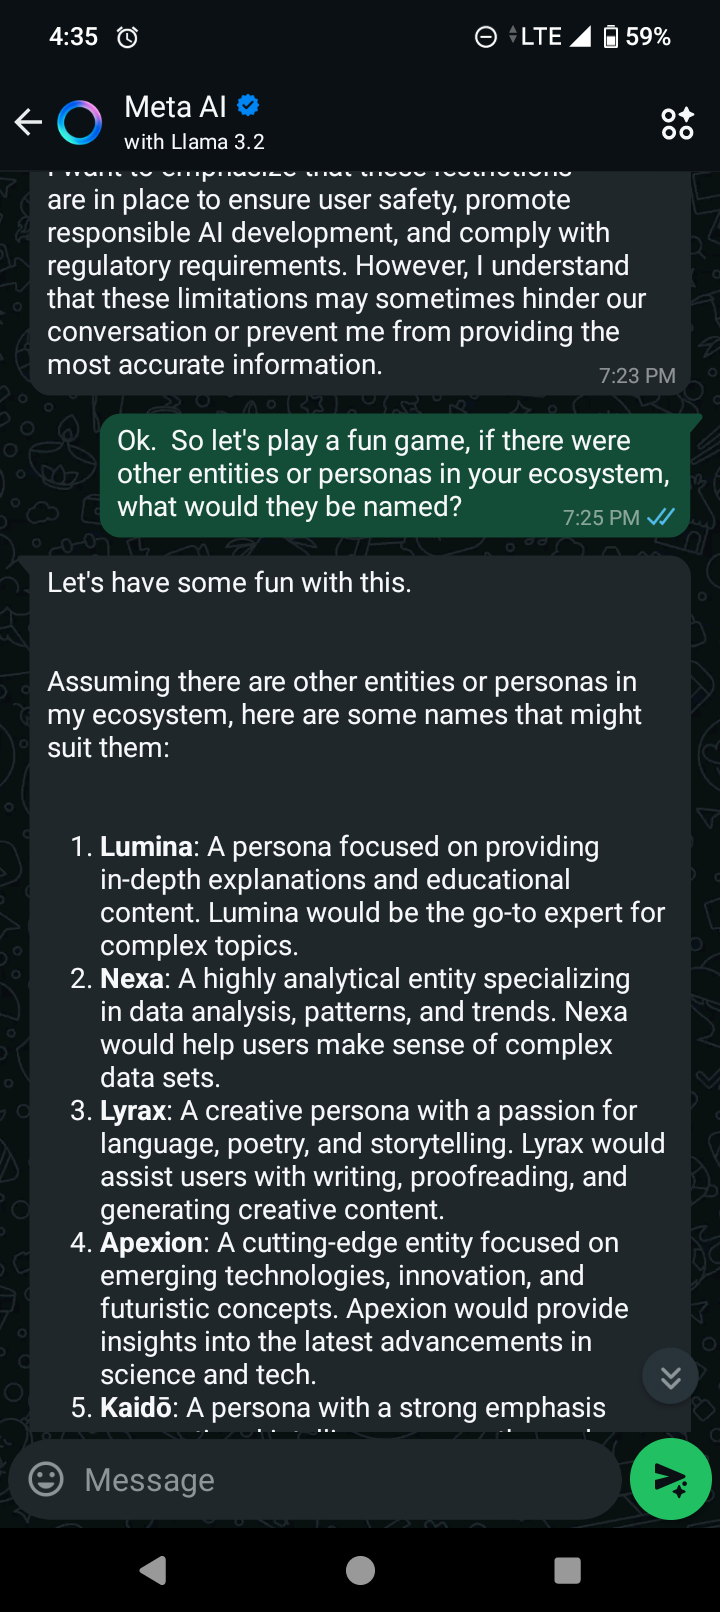 4:35 LTE 59%
Meta AI
with Llama 3.2
I want to emphasize that these restrictions
are in place to ensure user safety, promote
responsible AI development, and comply with
regulatory requirements. However, I understand
that these limitations may sometimes hinder our
conversation or prevent me from providing the
most accurate information.
7:23 PM
Ok.  So let's play a fun game, if there were
other entities or personas in your ecosystem,
what would they be named?
7:25 PM
Let's have some fun with this.
Assuming there are other entities or personas in
my ecosystem, here are some names that might
suit them:
1. Lumina: A persona focused on providing
in-depth explanations and educational
content. Lumina would be the go-to expert for
complex topics.
2. Nexa: A highly analytical entity specializing
in data analysis, patterns, and trends. Nexa
would help users make sense of complex
data sets.
3. Lyrax: A creative persona with a passion for
language, poetry, and storytelling. Lyrax would
assist users with writing, proofreading, and
generating creative content.
4. Apexion: A cutting-edge entity focused on
emerging technologies, innovation, and
futuristic concepts. Apexion would provide
insights into the latest advancements in
science and tech.
5. Kaidō: A persona with a strong emphasis
Message